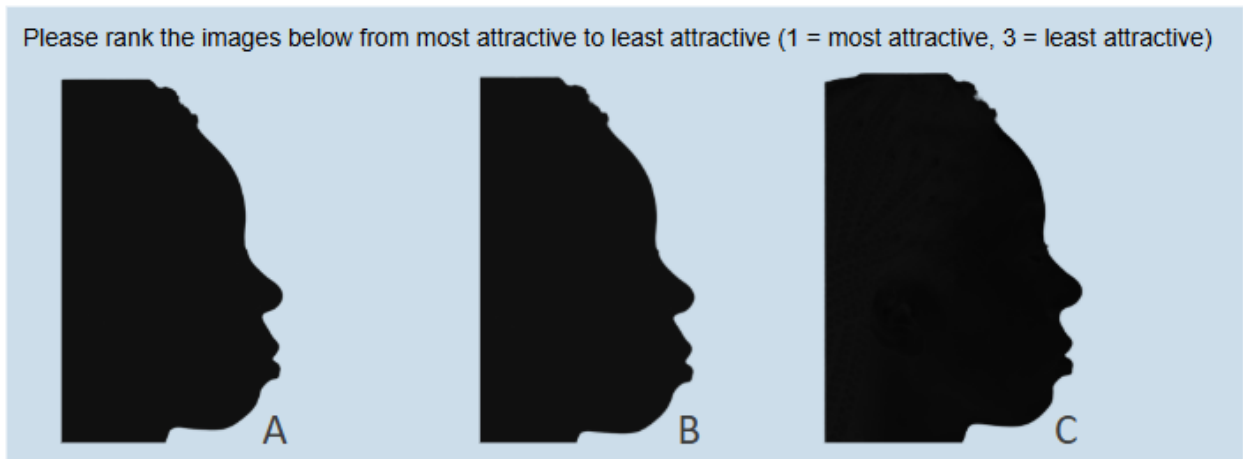 Please rank the images below from most attractive to least attractive (1 = most attractive, 3 = least attractive)
A B C